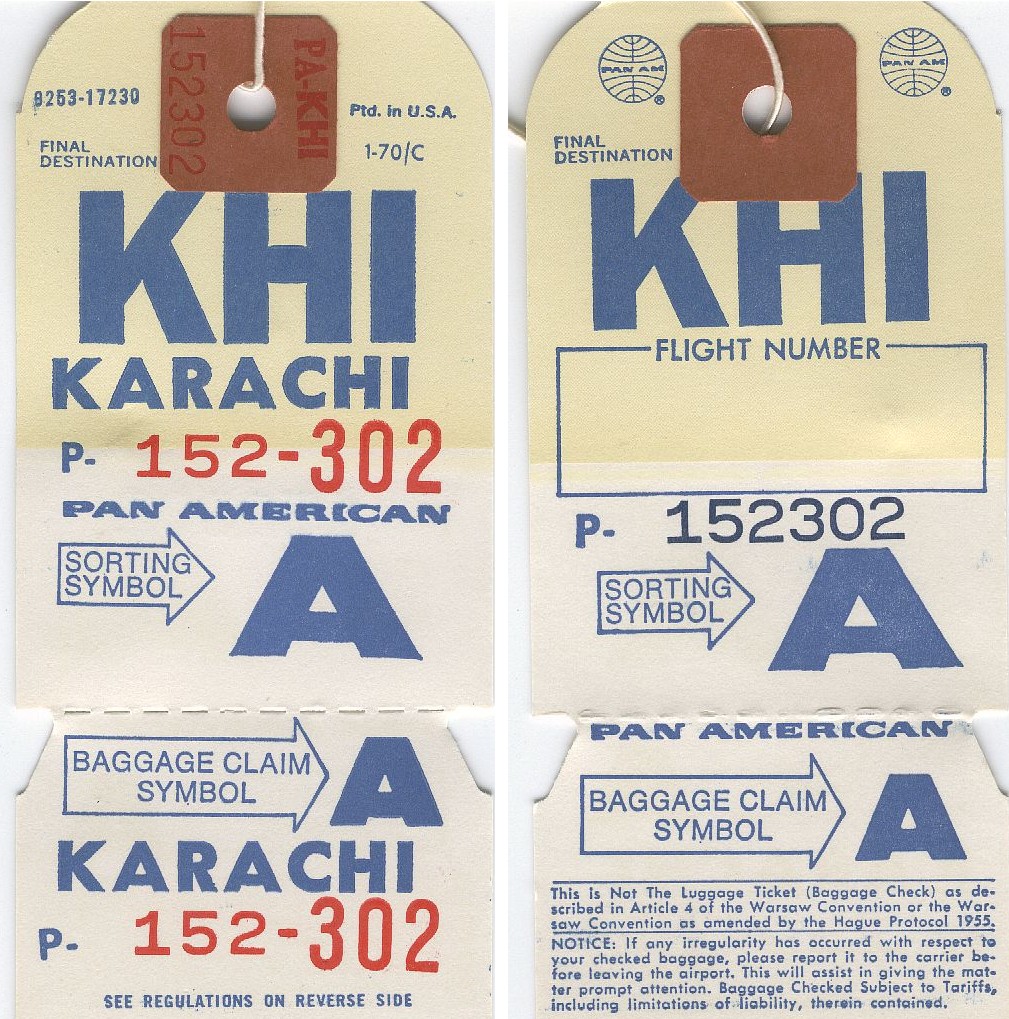 152302
PA-KHI
8253-17230
Ptd. in U.S.A.
FINAL
DESTINATION
1-70/C
KHI
KARACHI
P- 152-302
PAN AMERICAN
SORTING
SYMBOL
A
BAGGAGE CLAIM
SYMBOL
A
KARACHI
P- 152-302
SEE REGULATIONS ON REVERSE SIDE
PAN AM
®
PAN AM
®
FINAL
DESTINATION
KHI
FLIGHT NUMBER
P- 152302
SORTING
SYMBOL
A
PAN AMERICAN
BAGGAGE CLAIM
SYMBOL
A
This is Not The Luggage Ticket (Baggage Check) as de-
scribed in Article 4 of the Warsaw Convention or the War-
saw Convention as amended by the Hague Protocol 1955.
NOTICE: If any irregularity has occurred with respect to
your checked baggage, please report it to the carrier be-
fore leaving the airport. This will assist in giving the mat-
ter prompt attention. Baggage Checked Subject to Tariffs,
including limitations of liability, therein contained.